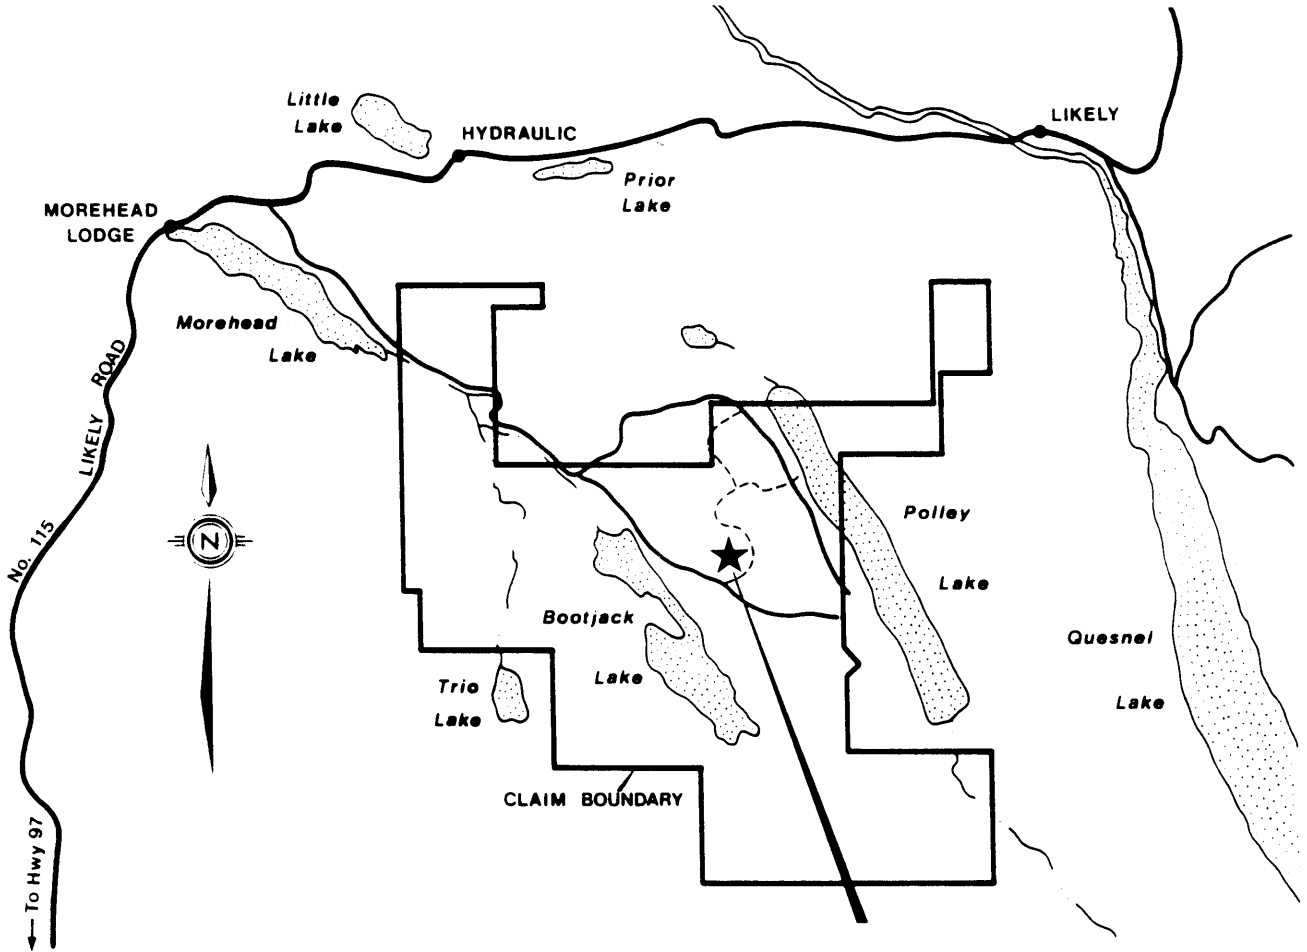 Little
Lake
HYDRAULIC
LIKELY
Prior
Lake
MOREHEAD
LODGE
Morehead
Lake
LIKELY ROAD
No. 115
N
Polley
Lake
Bootjack
Lake
Quesnel
Lake
Trio
Lake
CLAIM BOUNDARY
To Hwy 97